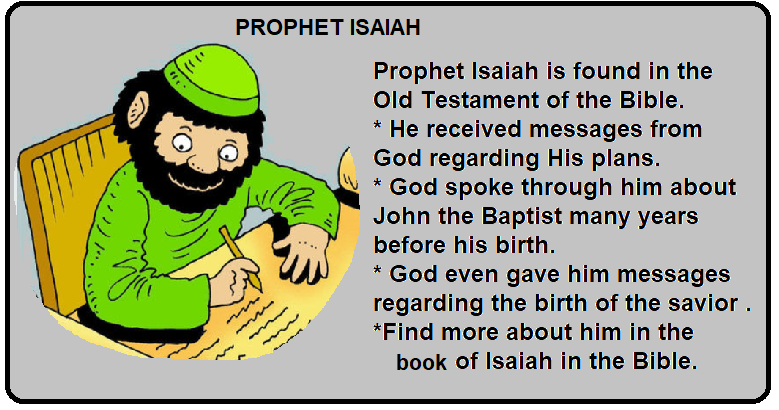 PROPHET ISAIAH
Prophet Isaiah is found in the
Old Testament of the Bible.
* He received messages from
God regarding His plans.
* God spoke through him about
John the Baptist many years
before his birth.
* God even gave him messages
regarding the birth of the savior .
*Find more about him in the
book of Isaiah in the Bible.